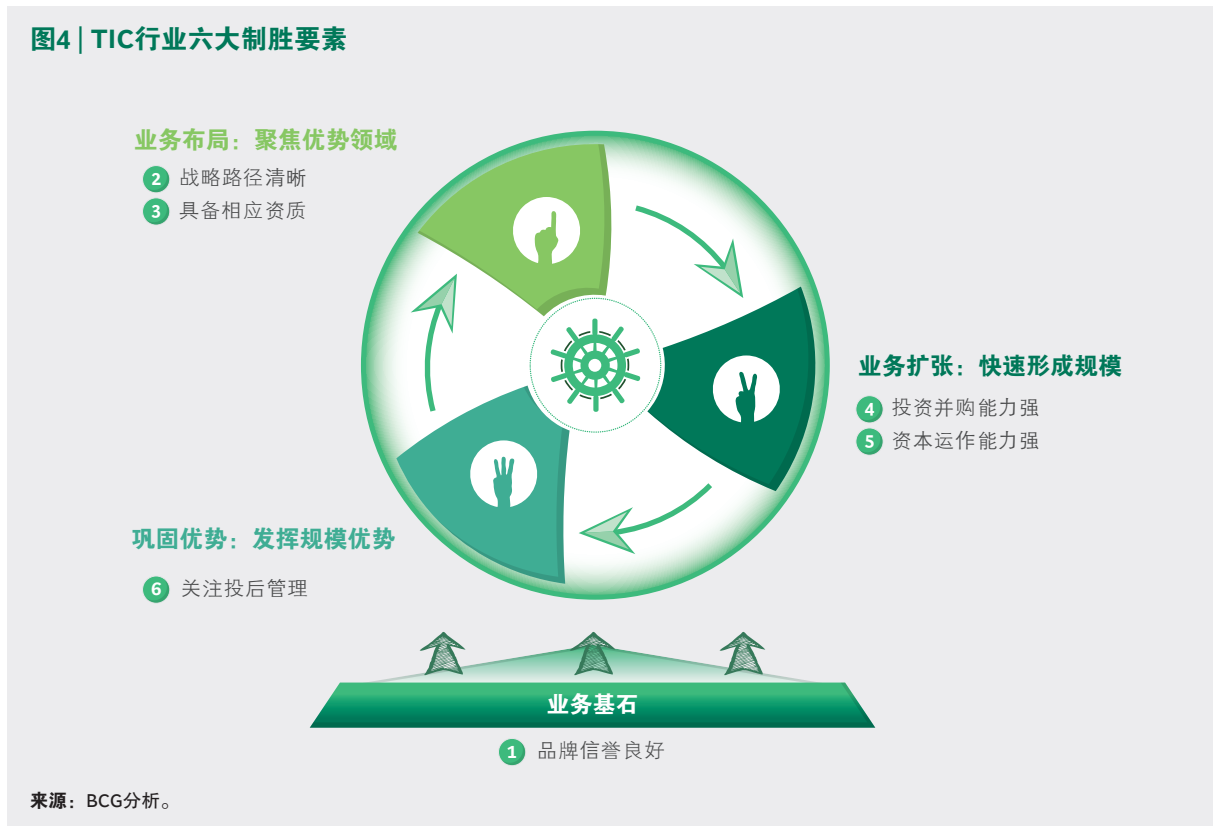 图4 | TIC行业六大制胜要素
业务布局：聚焦优势领域
2 战略路径清晰
3 具备相应资质
业务扩张：快速形成规模
4 投资并购能力强
5 资本运作能力强
巩固优势：发挥规模优势
6 关注投后管理
业务基石
1 品牌信誉良好
来源：BCG分析。